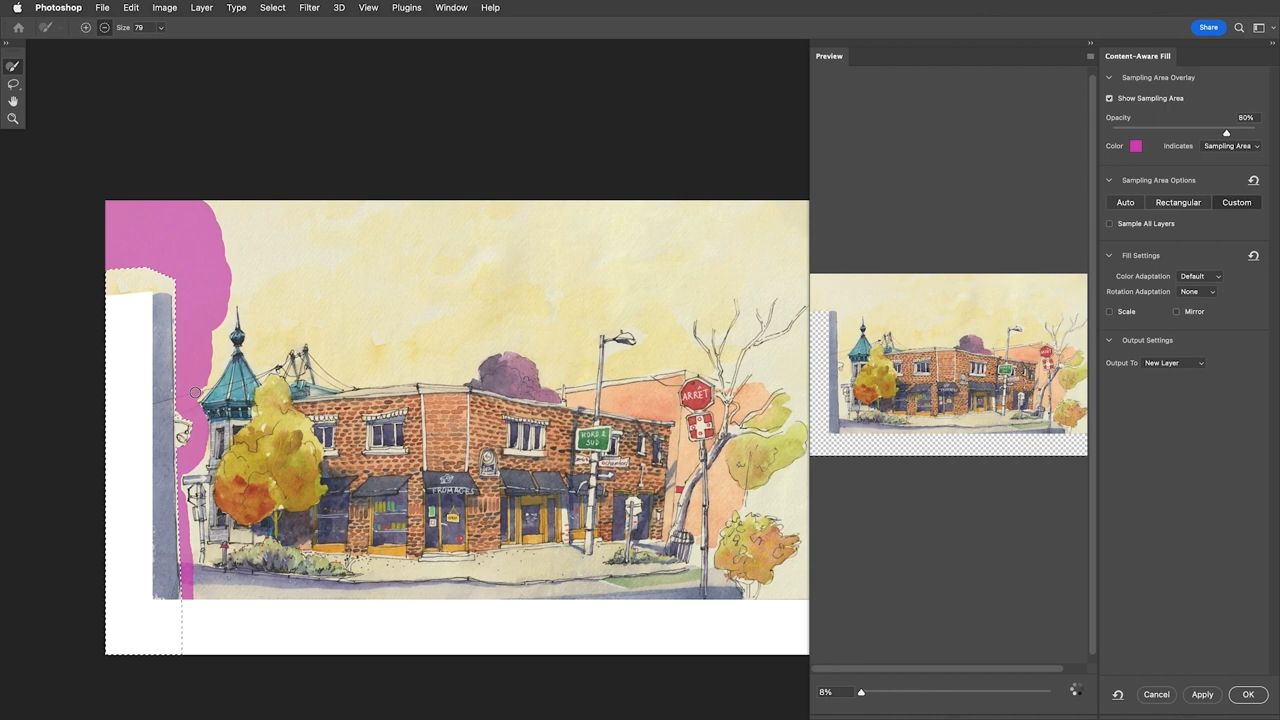 Photoshop File Edit Image Layer Type Select Filter 3D View Plugins Window Help
Size 79
Share
Preview
Content-Aware Fill
Sampling Area Overlay
Show Sampling Area
Opacity 80%
Color Indicates Sampling Area
Sampling Area Options
Auto Rectangular Custom
Sample All Layers
Fill Settings
Color Adaptation Default
Rotation Adaptation None
Scale Mirror
Output Settings
Output To New Layer
ARRET
FROMAGES
8%
Cancel Apply OK